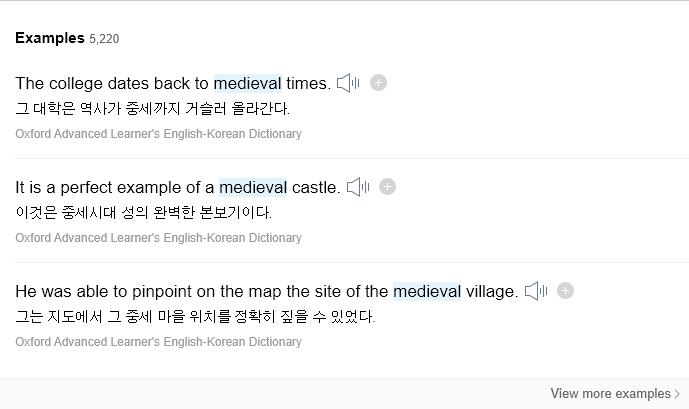 Examples 5,220
The college dates back to medieval times.
그 대학은 역사가 중세까지 거슬러 올라간다.
Oxford Advanced Learner's English-Korean Dictionary
It is a perfect example of a medieval castle.
이것은 중세시대 성의 완벽한 본보기이다.
Oxford Advanced Learner's English-Korean Dictionary
He was able to pinpoint on the map the site of the medieval village.
그는 지도에서 그 중세 마을 위치를 정확히 짚을 수 있었다.
Oxford Advanced Learner's English-Korean Dictionary
View more examples